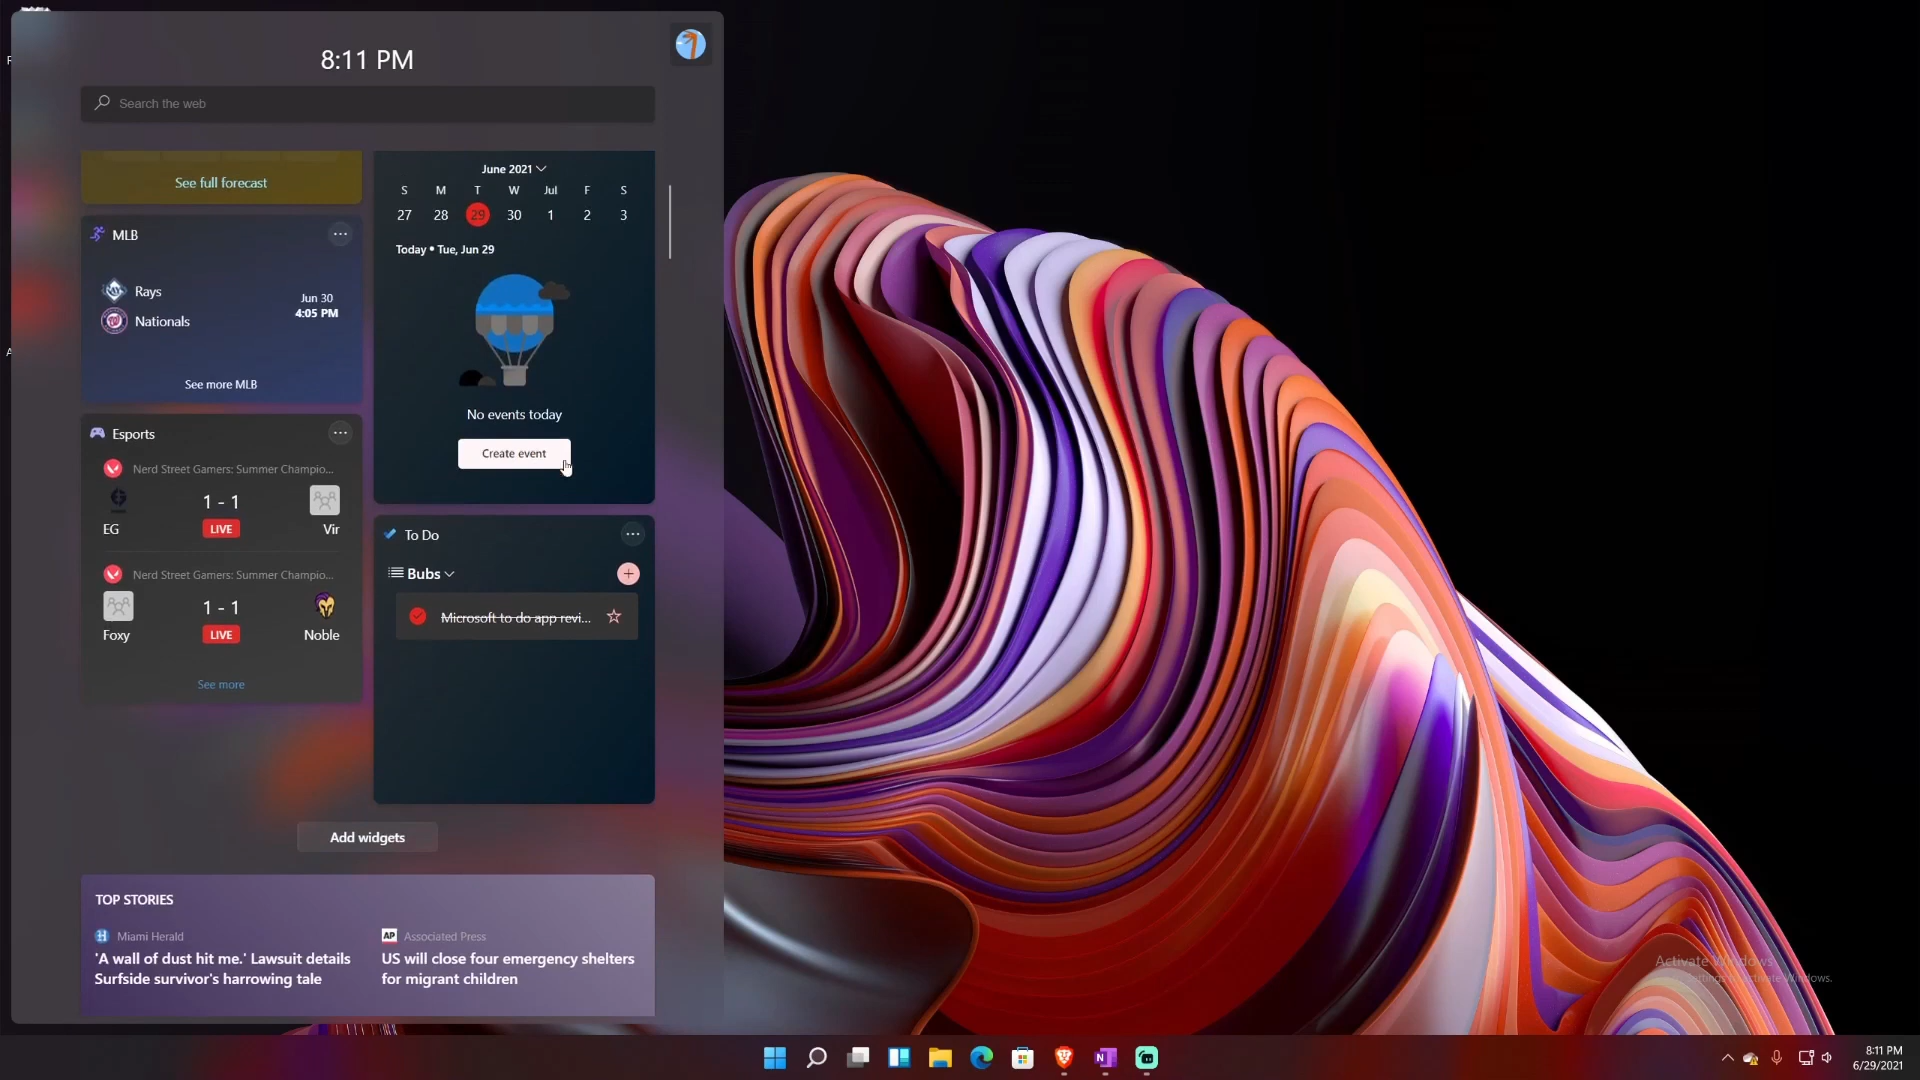 8:11 PM
Search the web
See full forecast
MLB
Rays
Nationals
Jun 30
4:05 PM
See more MLB
Esports
Nerd Street Gamers: Summer Champio...
1 - 1
EG
LIVE
Vir
Nerd Street Gamers: Summer Champio...
1 - 1
Foxy
LIVE
Noble
See more
June 2021
S M T W Jul F S
27 28 29 30 1 2 3
Today • Tue, Jun 29
No events today
Create event
To Do
Bubs
Microsoft to do app revi...
Add widgets
TOP STORIES
Miami Herald
'A wall of dust hit me.' Lawsuit details
Surfside survivor's harrowing tale
AP Associated Press
US will close four emergency shelters
for migrant children
Activate Windows
Windows.
8:11 PM
6/29/2021